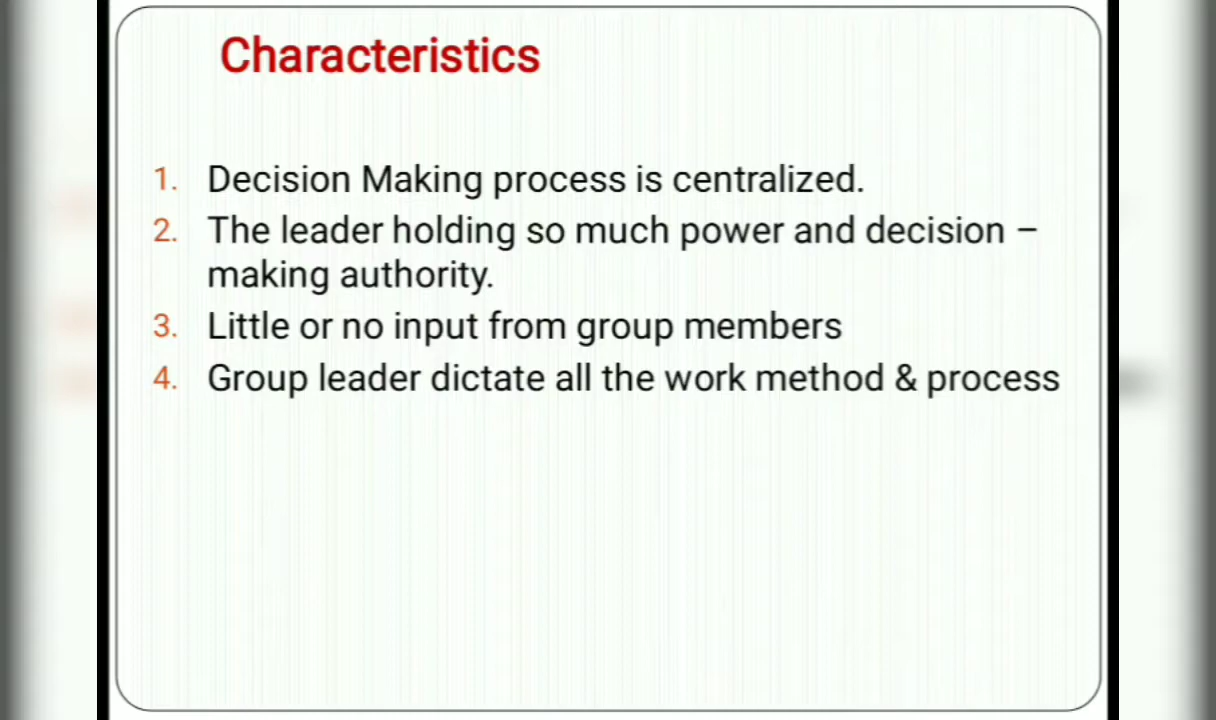 Characteristics
1. Decision Making process is centralized.
2. The leader holding so much power and decision –
making authority.
3. Little or no input from group members
4. Group leader dictate all the work method & process